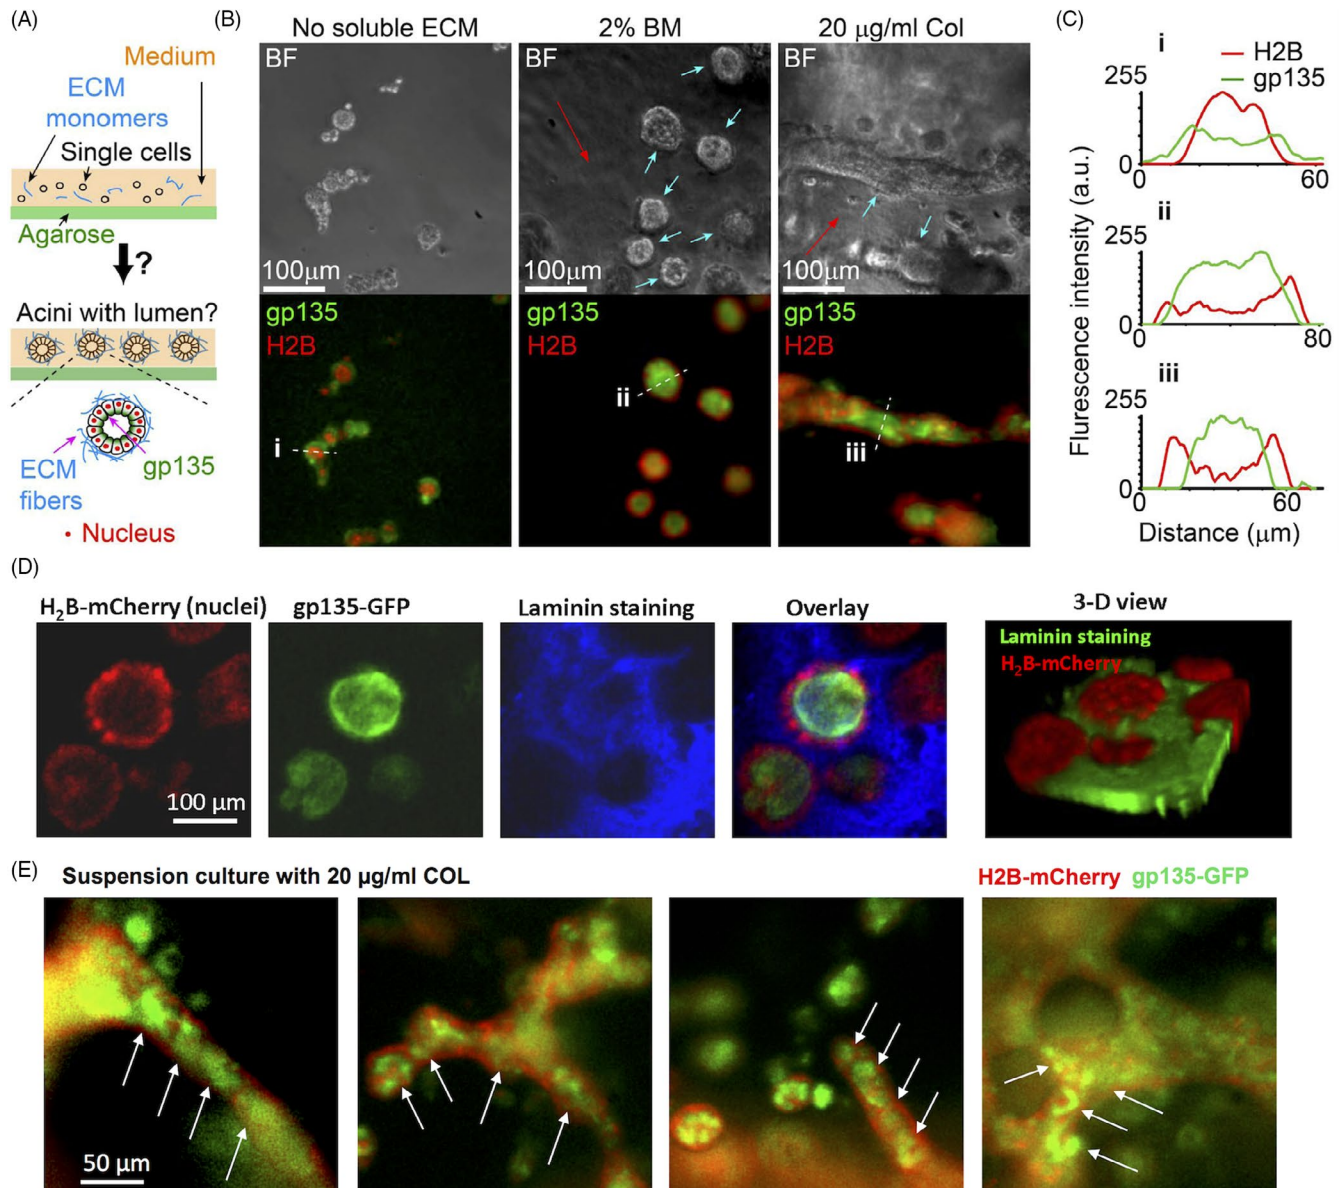 (A)
Medium
ECM
monomers
Single cells
Agarose
?
Acini with lumen?
ECM
fibers
gp135
• Nucleus
(B)
No soluble ECM
2% BM
20 μg/ml Col
BF
100μm
BF
100μm
BF
100μm
gp135
H2B
i
gp135
H2B
ii
gp135
H2B
iii
(C)
i
H2B
gp135
255
0
0
60
ii
255
0
0
80
iii
255
0
0
60
Flurescence intensity (a.u.)
Distance (μm)
(D)
H2B-mCherry (nuclei)
gp135-GFP
Laminin staining
Overlay
3-D view
100 μm
Laminin staining
H2B-mCherry
(E)
Suspension culture with 20 μg/ml COL
H2B-mCherry gp135-GFP
50 μm